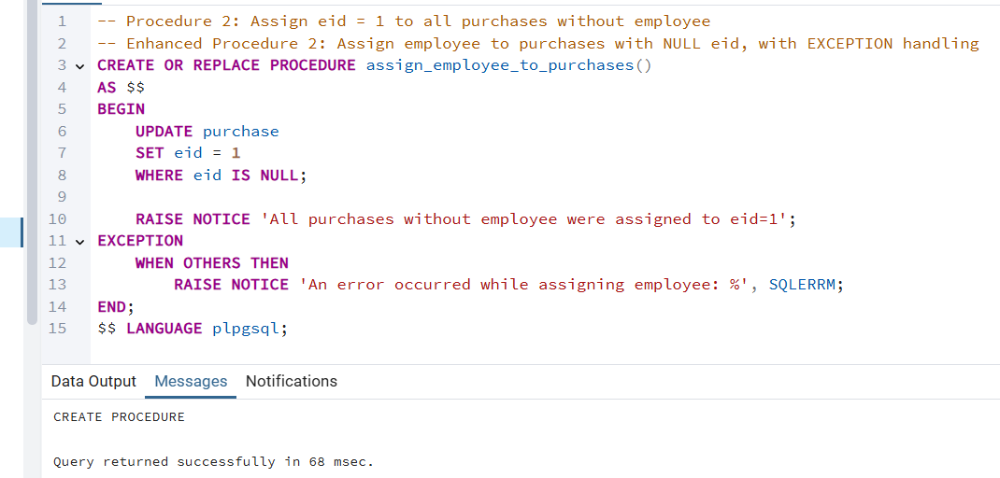 1 -- Procedure 2: Assign eid = 1 to all purchases without employee
2 -- Enhanced Procedure 2: Assign employee to purchases with NULL eid, with EXCEPTION handling
3 CREATE OR REPLACE PROCEDURE assign_employee_to_purchases()
4 AS $$
5 BEGIN
6     UPDATE purchase
7     SET eid = 1
8     WHERE eid IS NULL;
9
10     RAISE NOTICE 'All purchases without employee were assigned to eid=1';
11 EXCEPTION
12     WHEN OTHERS THEN
13         RAISE NOTICE 'An error occurred while assigning employee: %', SQLERRM;
14 END;
15 $$ LANGUAGE plpgsql;
Data Output Messages Notifications
CREATE PROCEDURE
Query returned successfully in 68 msec.